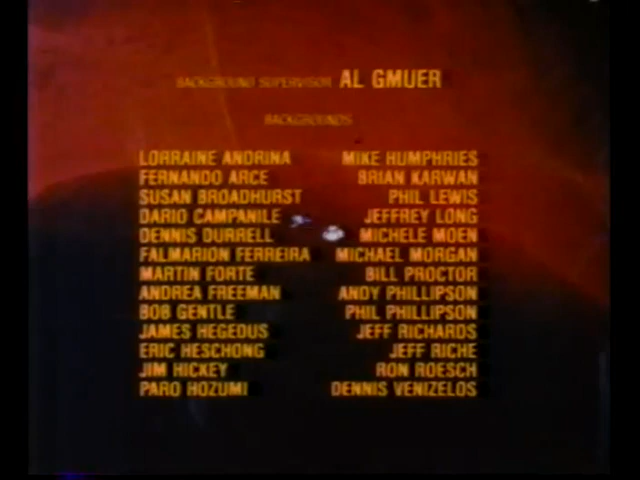 BACKGROUND SUPERVISOR AL GMUER
BACKGROUNDS
LORRAINE ANDRINA MIKE HUMPHRIES
FERNANDO ARCE BRIAN KARWAN
SUSAN BROADHURST PHIL LEWIS
DARIO CAMPANILE JEFFREY LONG
DENNIS DURRELL MICHELE MOEN
FALMARION FERREIRA MICHAEL MORGAN
MARTIN FORTE BILL PROCTOR
ANDREA FREEMAN ANDY PHILLIPSON
BOB GENTLE PHIL PHILLIPSON
JAMES HEGEDUS JEFF RICHARDS
ERIC HESCHONG JEFF RICHE
JIM HICKEY RON ROESCH
PARO HOZUMI DENNIS VENIZELOS